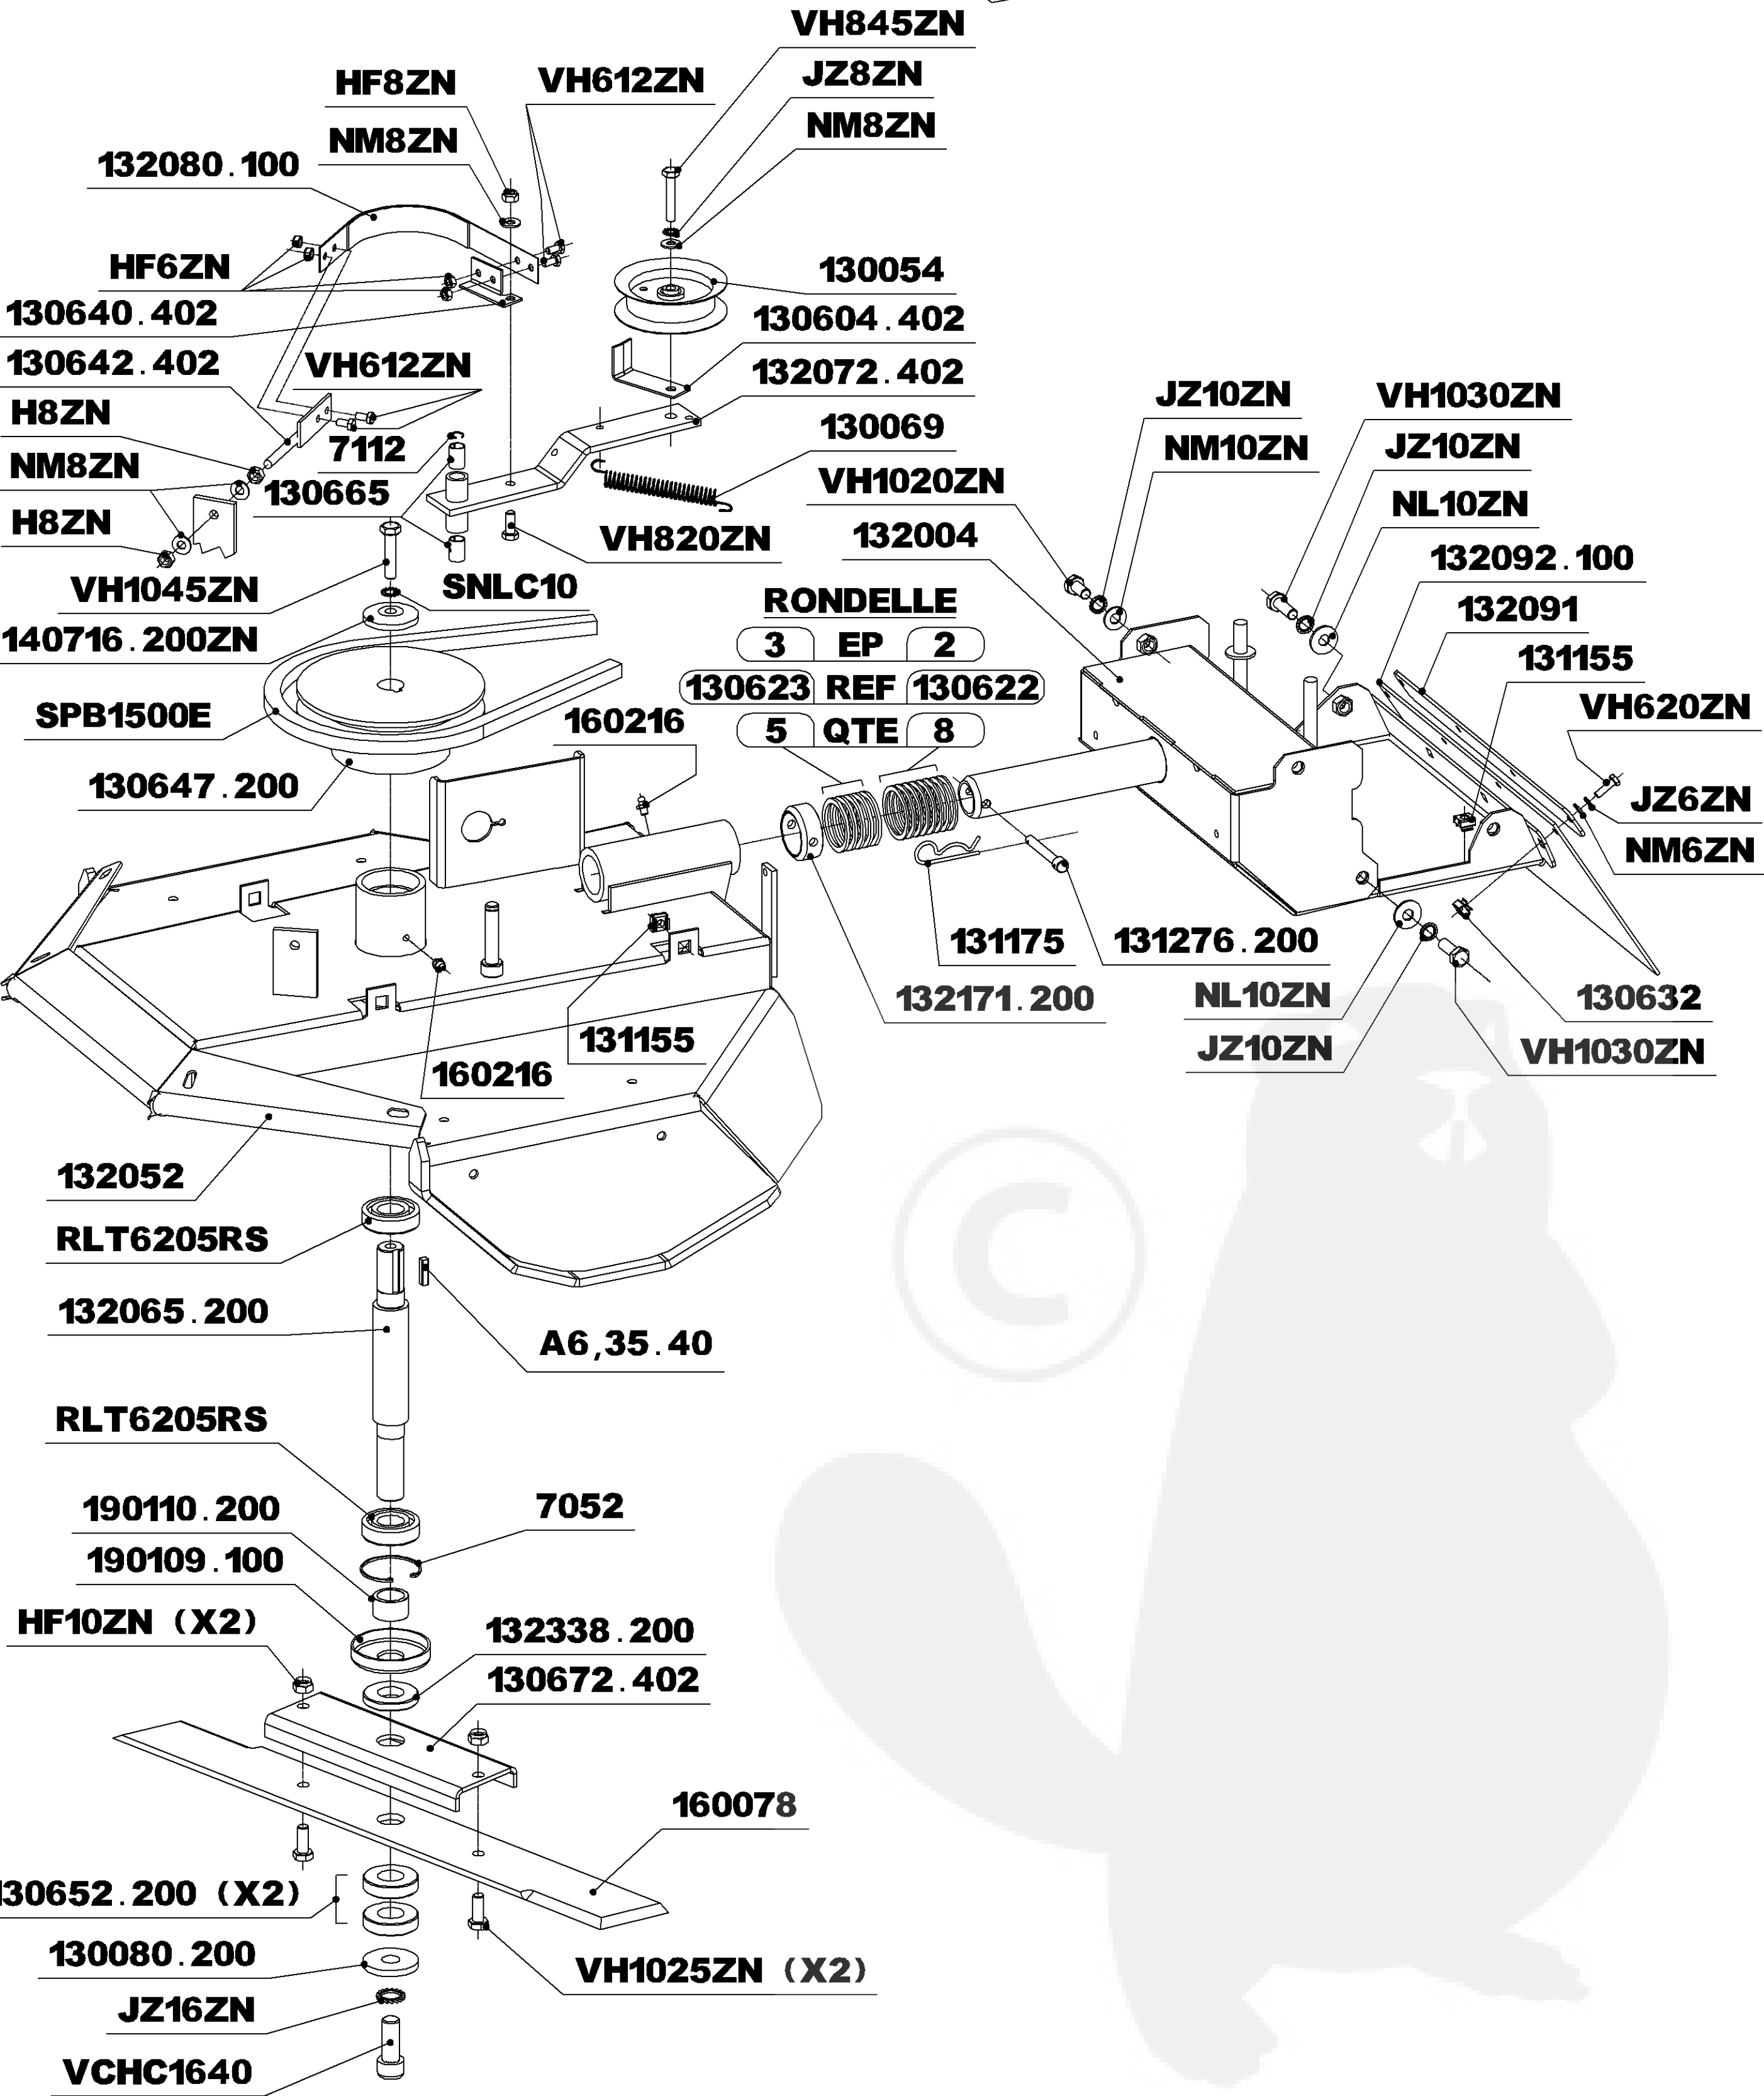 VH845ZN
HF8ZN
VH612ZN
JZ8ZN
NM8ZN
NM8ZN
132080.100
HF6ZN
130054
130640.402
130604.402
130642.402
VH612ZN
132072.402
JZ10ZN
VH1030ZN
H8ZN
7112
130069
NM10ZN
JZ10ZN
NM8ZN
130665
VH1020ZN
NL10ZN
H8ZN
VH820ZN
132004
132092.100
VH1045ZN
SNLC10
RONDELLE
132091
140716.200ZN
3 EP 2
131155
130623 REF 130622
SPB1500E
160216
5 QTE 8
VH620ZN
130647.200
JZ6ZN
NM6ZN
131175
131276.200
132171.200
NL10ZN
130632
131155
JZ10ZN
VH1030ZN
160216
132052
RLT6205RS
132065.200
A6,35.40
RLT6205RS
190110.200
7052
190109.100
HF10ZN (X2)
132338.200
130672.402
160078
130652.200 (X2)
130080.200
VH1025ZN (X2)
JZ16ZN
VCHC1640
©